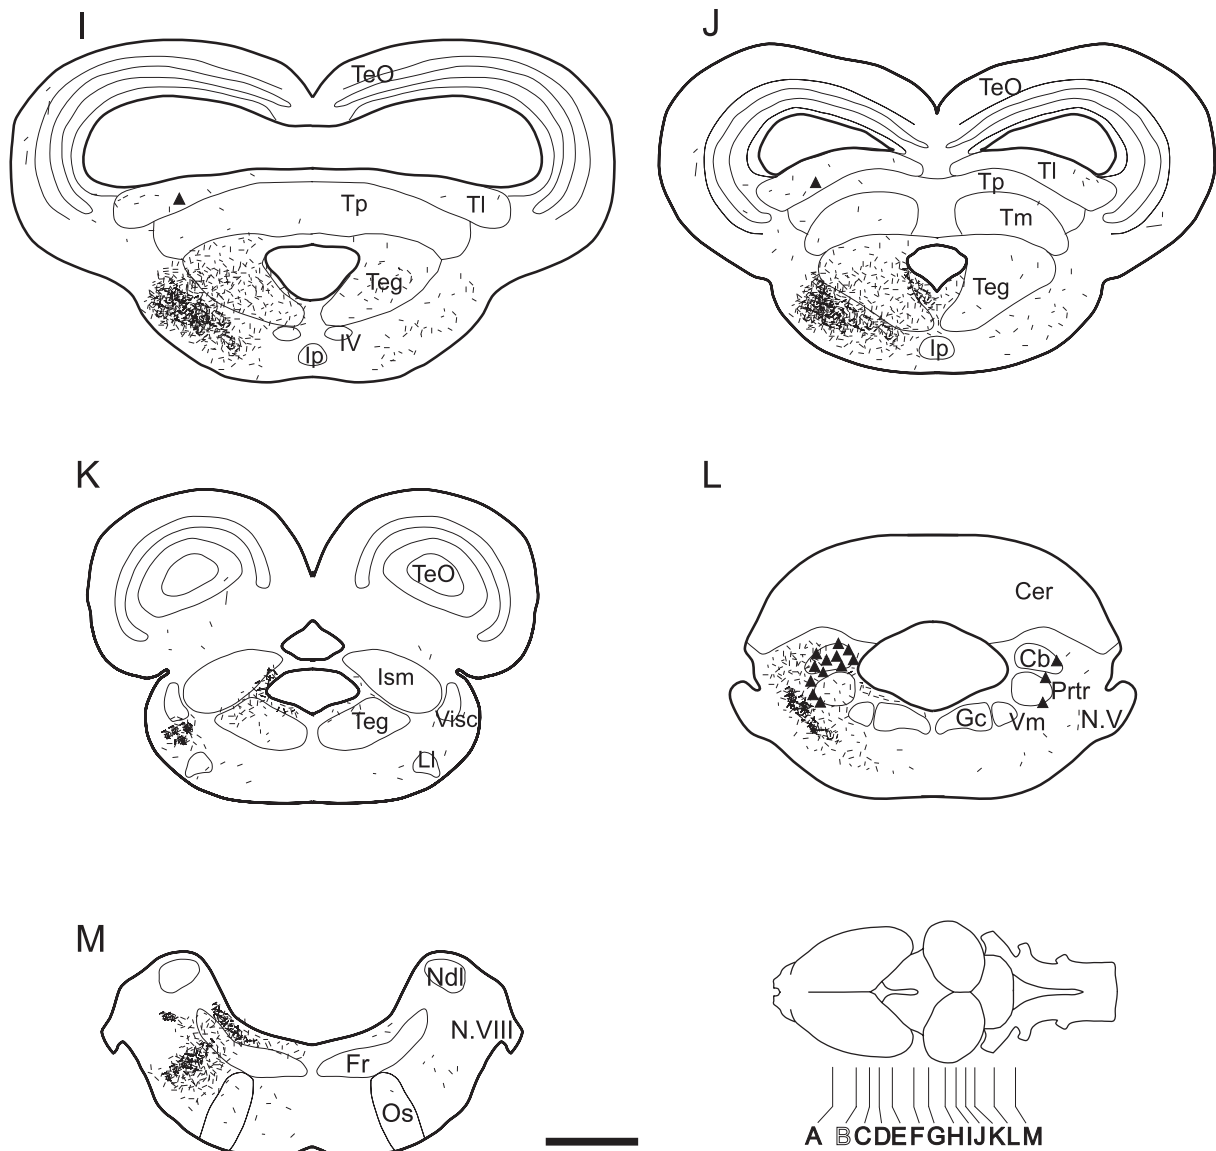 I
TeO
Tp
Tl
Teg
IV
Ip
J
TeO
Tl
Tp
Tm
Teg
Ip
K
TeO
Ism
Visc
Teg
Ll
L
Cer
Cb
Prtr
Gc Vm N.V
M
Ndl
N.VIII
Fr
Os
A BCDEFGHIJKLM